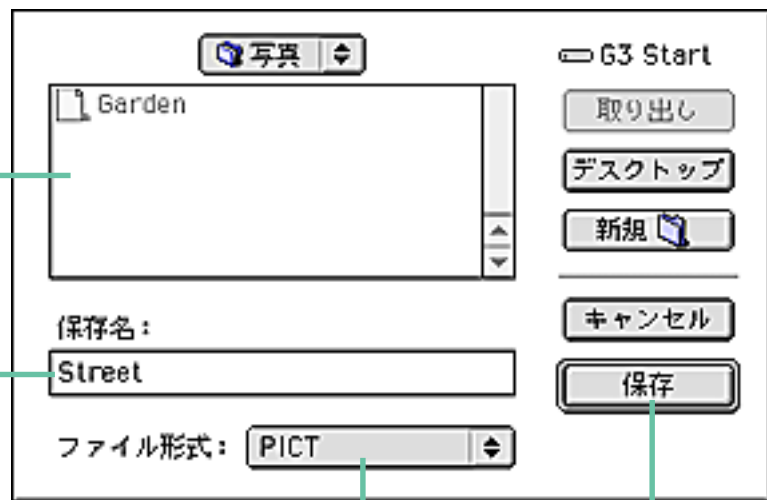 写真
G3 Start
Garden
取り出し
デスクトップ
新規
保存名：
Street
キャンセル
保存
ファイル形式： PICT